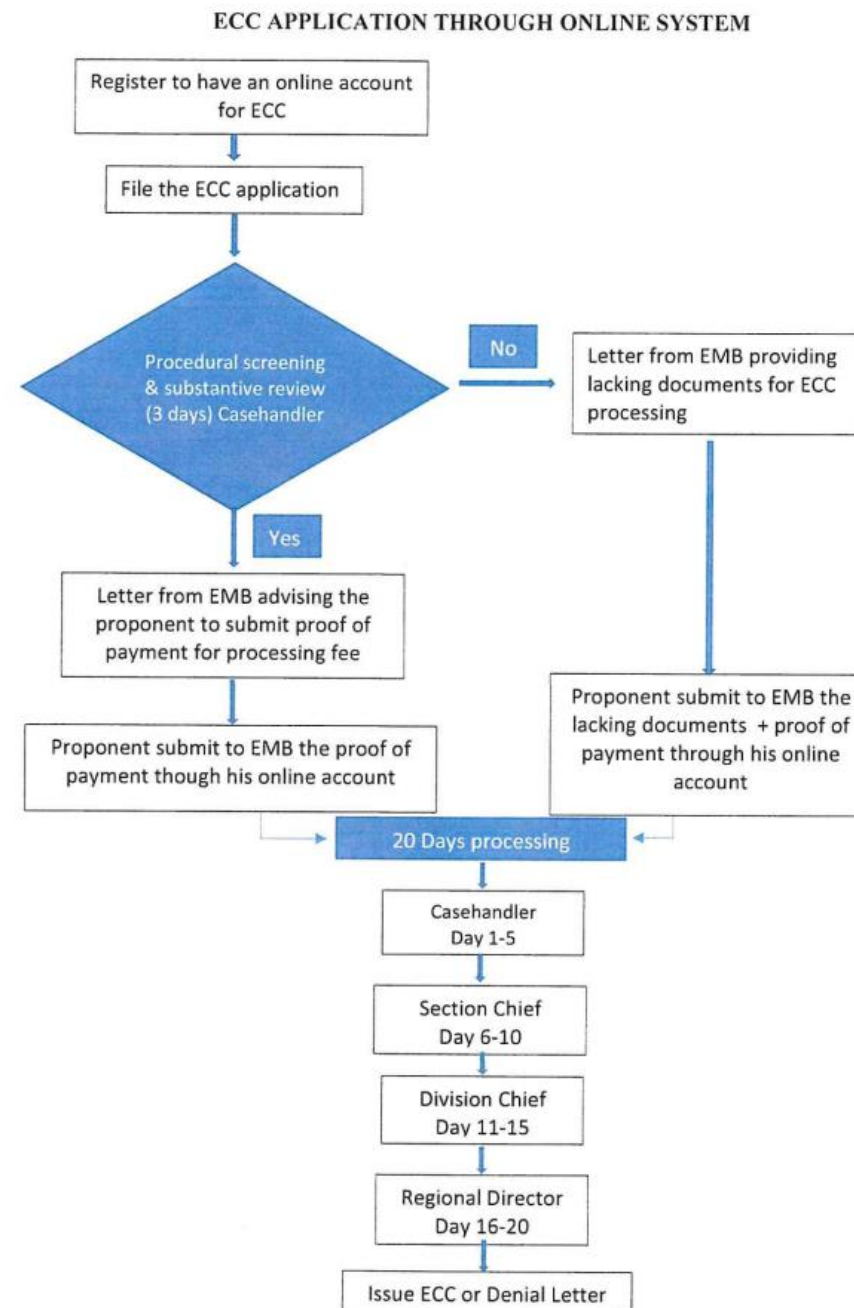 ECC APPLICATION THROUGH ONLINE SYSTEM
Register to have an online account
for ECC
File the ECC application
Procedural screening
& substantive review
(3 days) Casehandler
No
Letter from EMB providing
lacking documents for ECC
processing
Yes
Letter from EMB advising the
proponent to submit proof of
payment for processing fee
Proponent submit to EMB the
lacking documents + proof of
payment through his online
account
Proponent submit to EMB the proof of
payment though his online account
20 Days processing
Casehandler
Day 1-5
Section Chief
Day 6-10
Division Chief
Day 11-15
Regional Director
Day 16-20
Issue ECC or Denial Letter